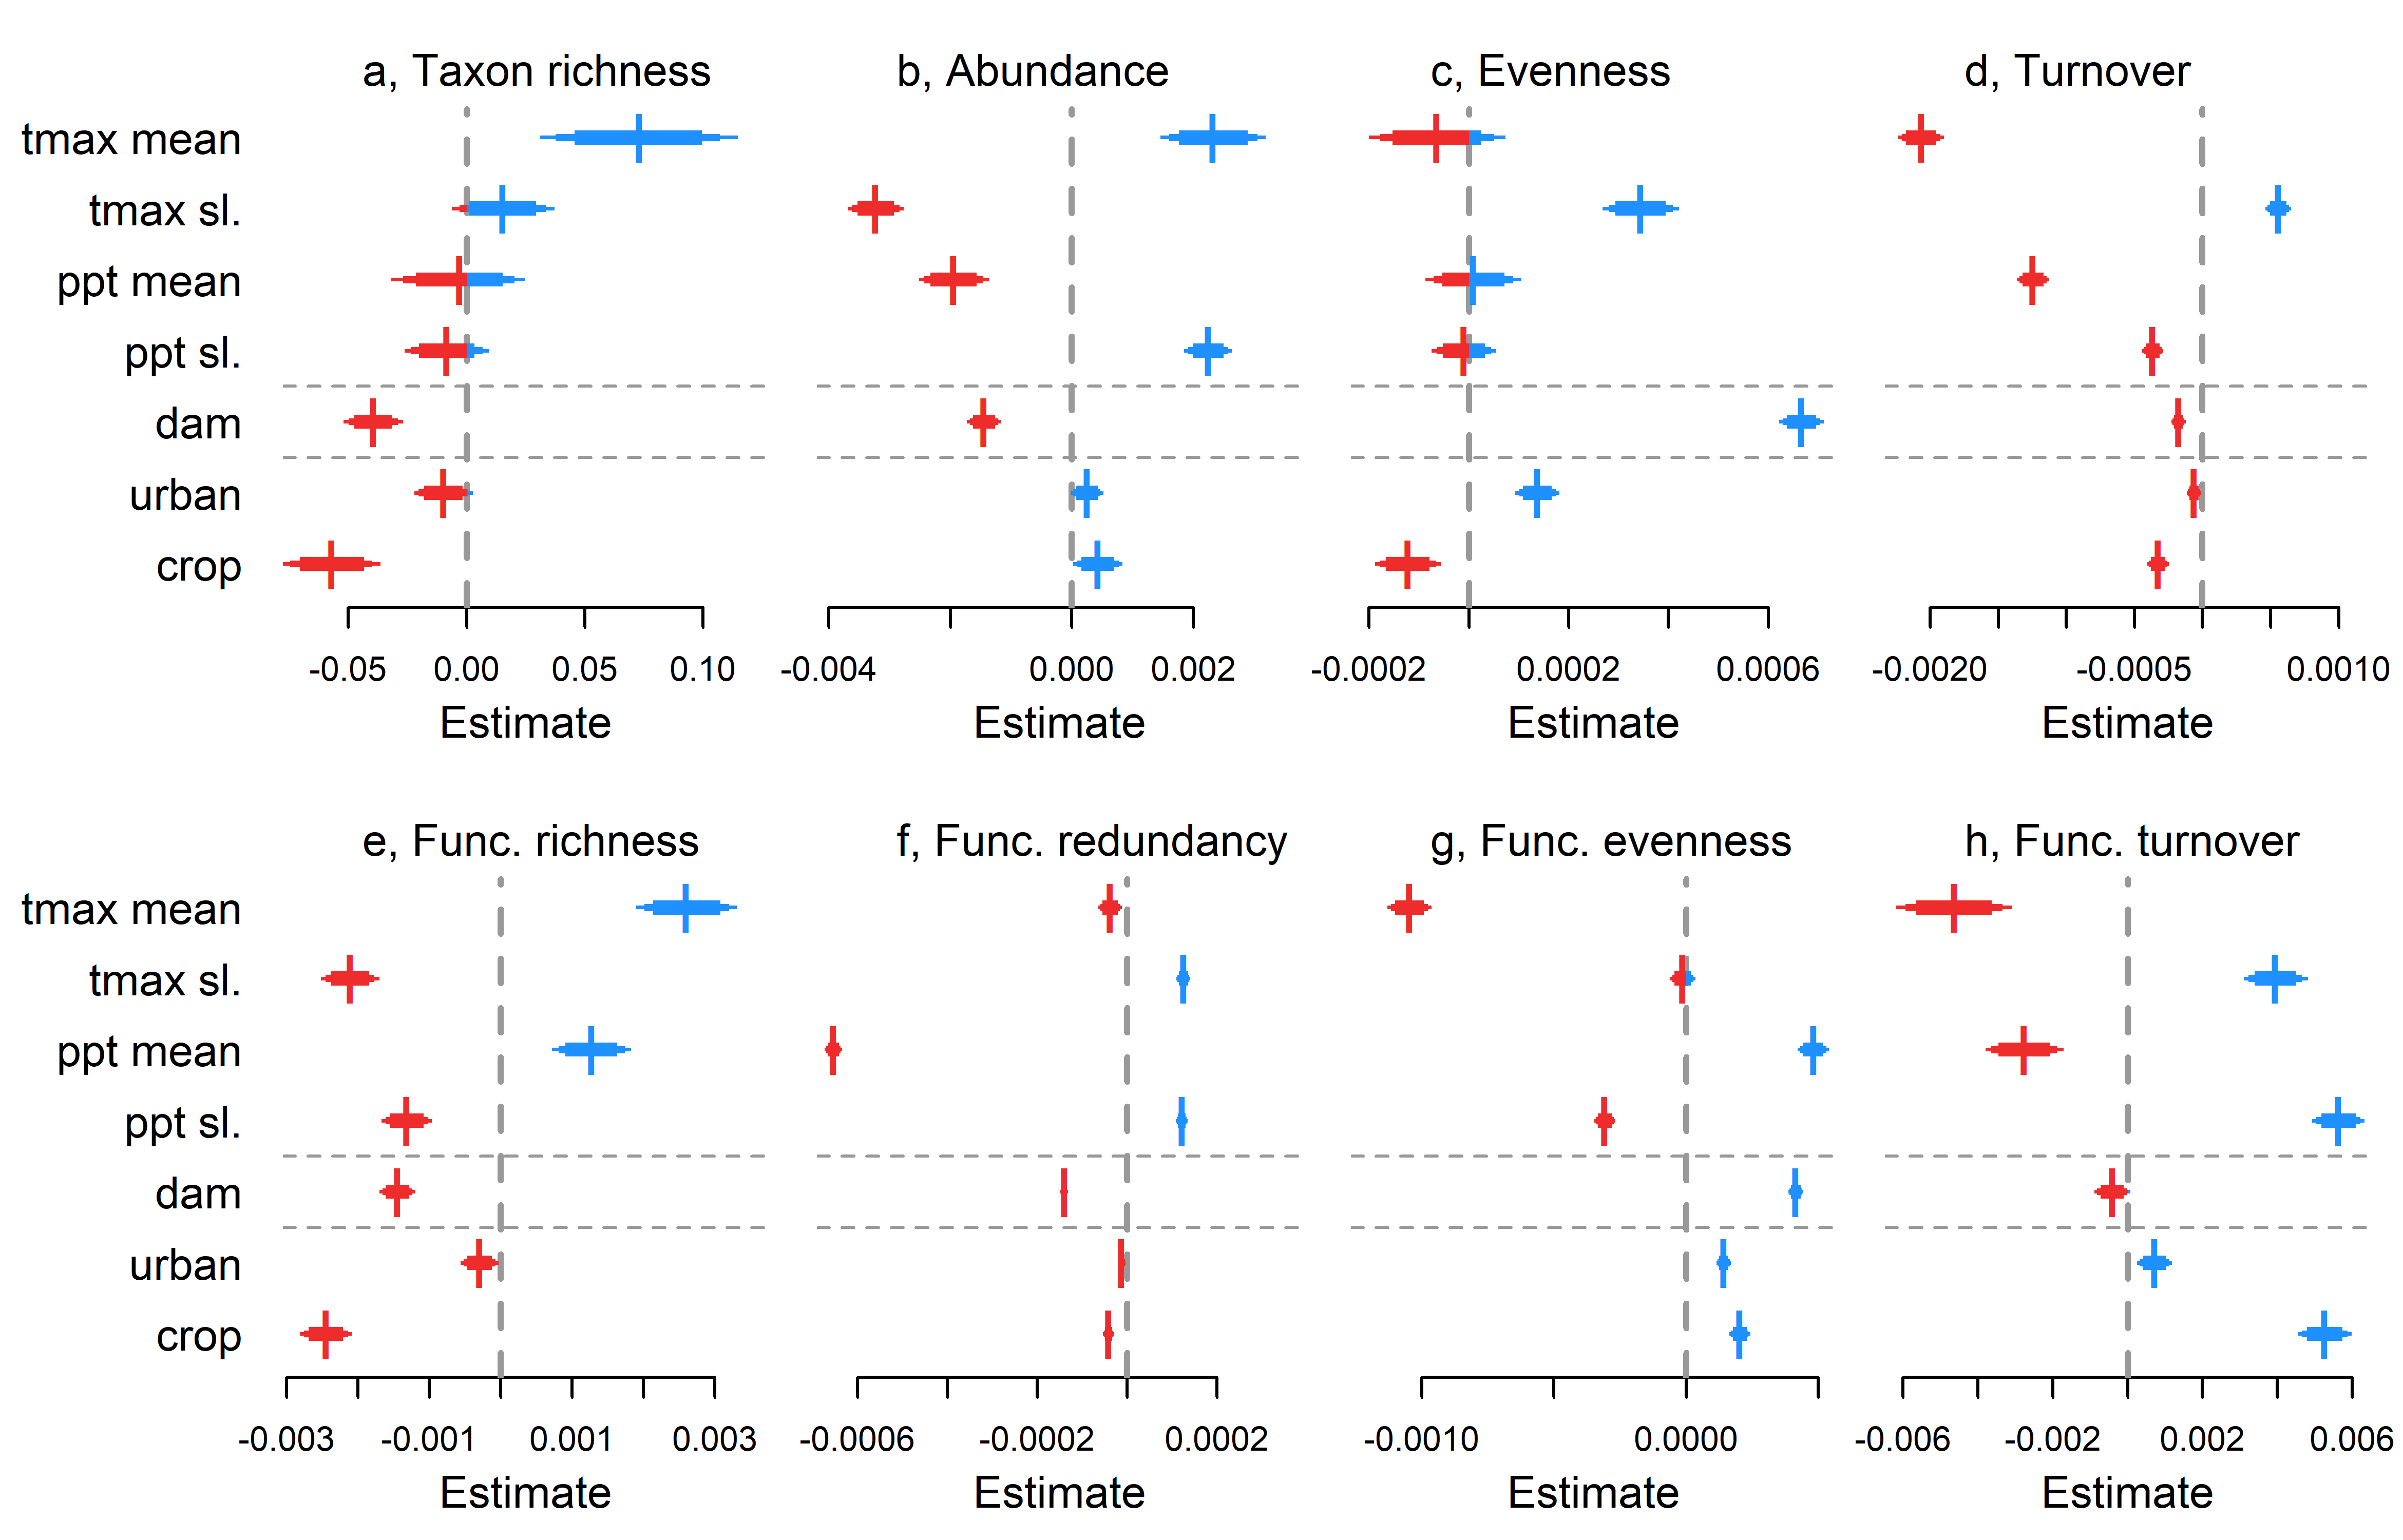 a, Taxon richness b, Abundance c, Evenness d, Turnover
tmax mean
tmax sl.
ppt mean
ppt sl.
dam
urban
crop
-0.05 0.00 0.05 0.10 -0.004 0.000 0.002 -0.0002 0.0002 0.0006 -0.0020 -0.0005 0.0010
Estimate Estimate Estimate Estimate
e, Func. richness f, Func. redundancy g, Func. evenness h, Func. turnover
tmax mean
tmax sl.
ppt mean
ppt sl.
dam
urban
crop
-0.003 -0.001 0.001 0.003 -0.0006 -0.0002 0.0002 -0.0010 0.0000 -0.006 -0.002 0.002 0.006
Estimate Estimate Estimate Estimate